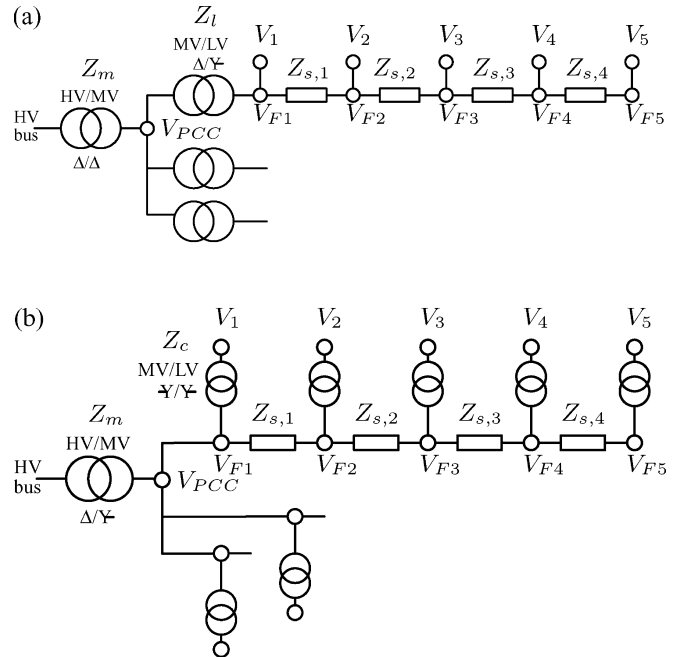 (a)
Z_l
MV/LV
Δ/Y
Z_m
HV/MV
Δ/Δ
HV
bus
V_PCC
V_1 V_2 V_3 V_4 V_5
Z_s,1 Z_s,2 Z_s,3 Z_s,4
V_F1 V_F2 V_F3 V_F4 V_F5
(b)
V_1 V_2 V_3 V_4 V_5
Z_c
MV/LV
Y/Y
Z_m
HV/MV
Δ/Y
HV
bus
V_PCC
Z_s,1 Z_s,2 Z_s,3 Z_s,4
V_F1 V_F2 V_F3 V_F4 V_F5